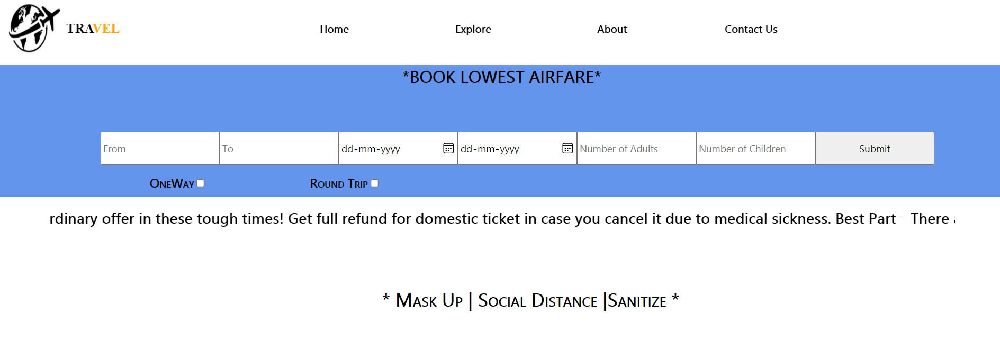 TRAVEL Home Explore About Contact Us
*BOOK LOWEST AIRFARE*
From To dd-mm-yyyy dd-mm-yyyy Number of Adults Number of Children Submit
OneWay Round Trip
rdinary offer in these tough times! Get full refund for domestic ticket in case you cancel it due to medical sickness. Best Part - There
* Mask Up | Social Distance |Sanitize *